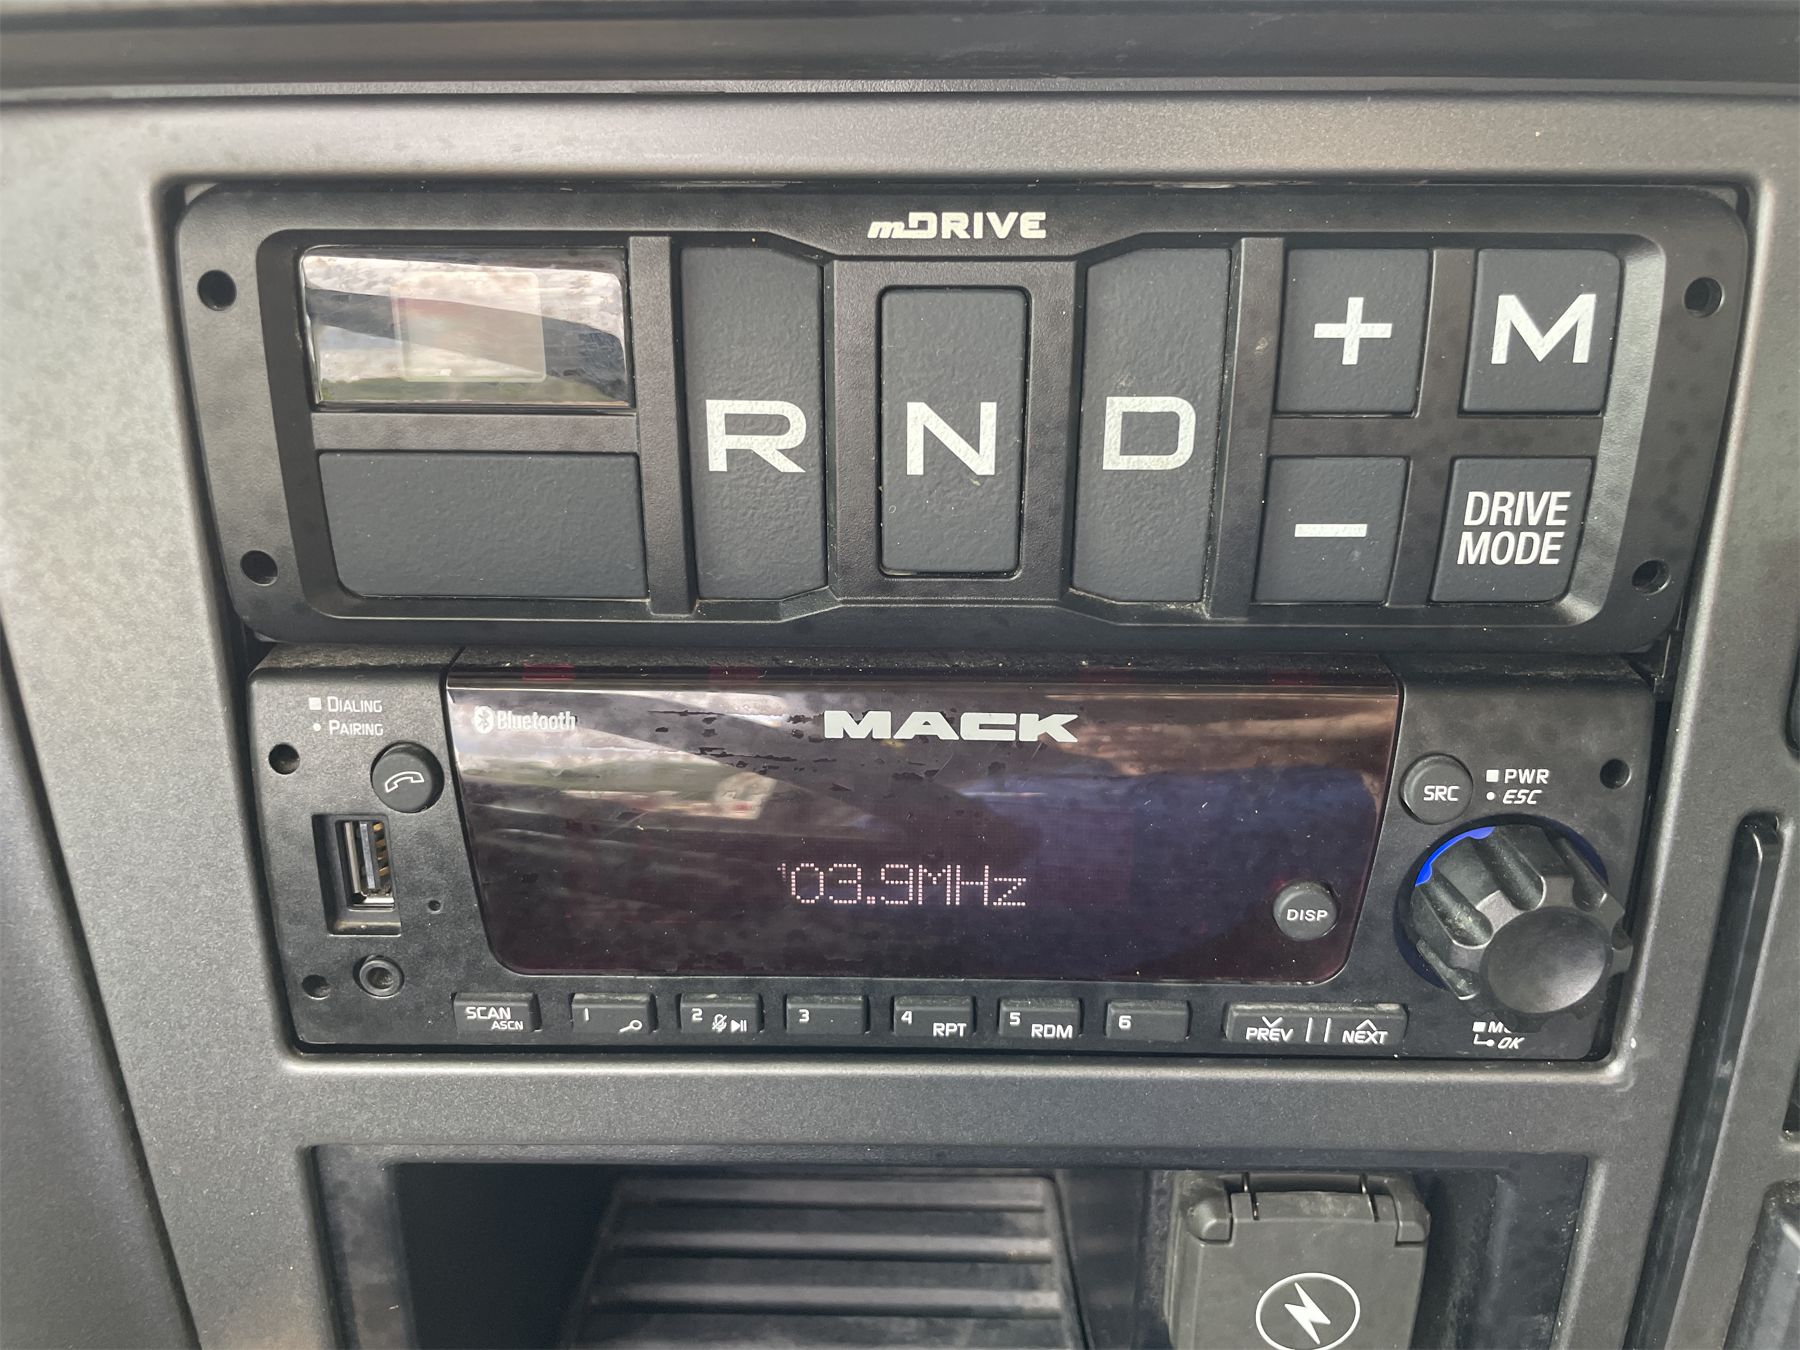 mDRIVE
R N D + M
- DRIVE
MODE
DIALING
PAIRING
Bluetooth
MACK
SRC
PWR
ESC
103.9MHz
DISP
SCAN
ASCN
1
2
3
4 RPT
5 RDM
6
PREV
NEXT
OK